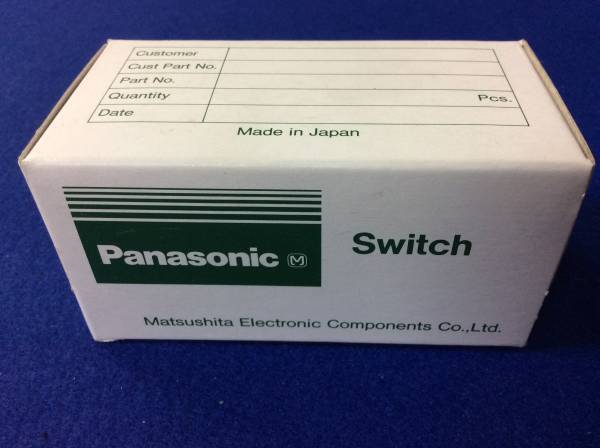 Customer
Cust Part No.
Part No.
Quantity Pcs.
Date
Made in Japan
Panasonic M
Switch
Matsushita Electronic Components Co.,Ltd.